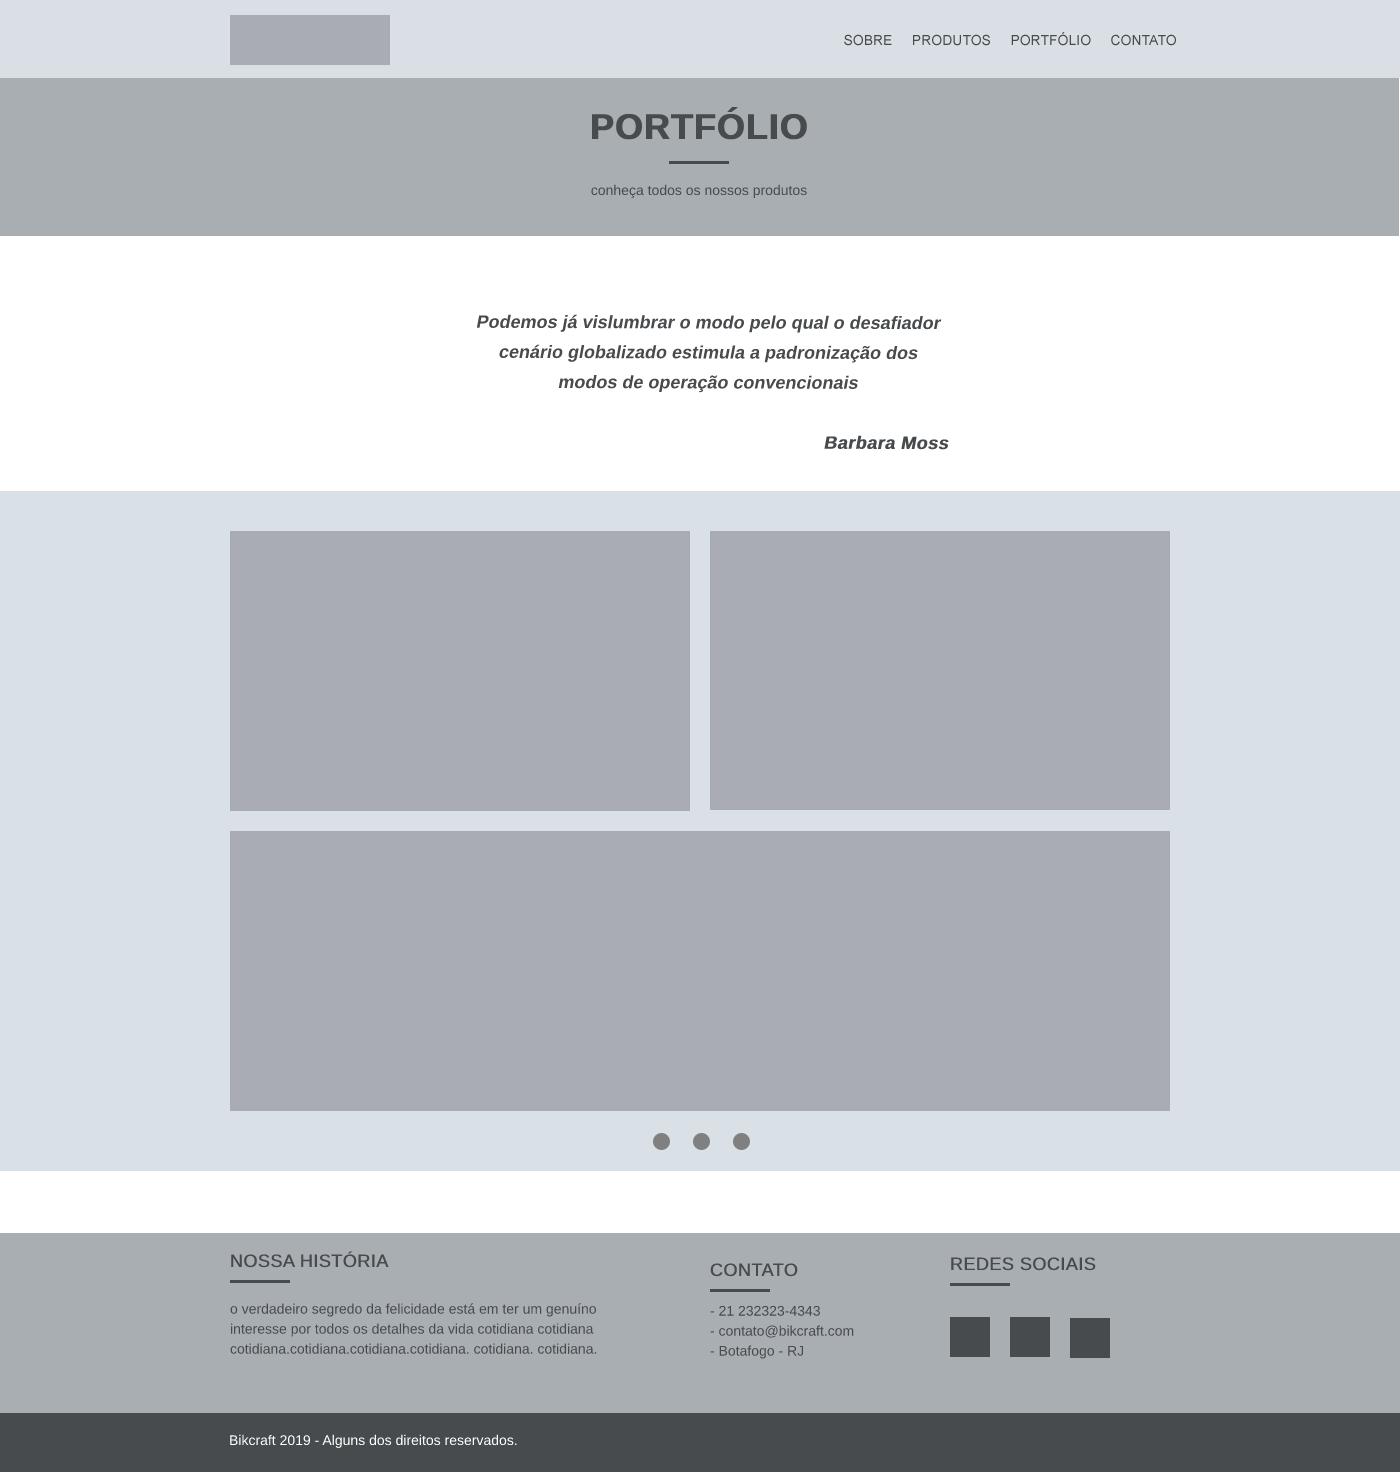 SOBRE PRODUTOS PORTFÓLIO CONTATO
PORTFÓLIO
conheça todos os nossos produtos
Podemos já vislumbrar o modo pelo qual o desafiador
cenário globalizado estimula a padronização dos
modos de operação convencionais
Barbara Moss
NOSSA HISTÓRIA
o verdadeiro segredo da felicidade está em ter um genuíno
interesse por todos os detalhes da vida cotidiana cotidiana
cotidiana.cotidiana.cotidiana.cotidiana. cotidiana. cotidiana.
CONTATO
- 21 232323-4343
- contato@bikcraft.com
- Botafogo - RJ
REDES SOCIAIS
Bikcraft 2019 - Alguns dos direitos reservados.